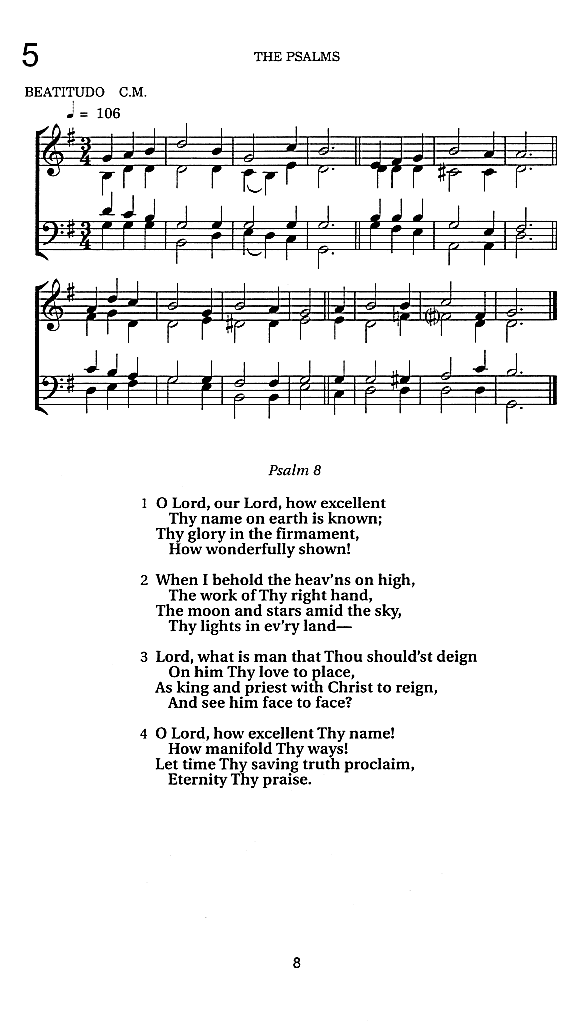 5
THE PSALMS
BEATITUDO C.M.
♩ = 106
Psalm 8
1 O Lord, our Lord, how excellent
Thy name on earth is known;
Thy glory in the firmament,
How wonderfully shown!
2 When I behold the heav'ns on high,
The work of Thy right hand,
The moon and stars amid the sky,
Thy lights in ev'ry land—
3 Lord, what is man that Thou should'st deign
On him Thy love to place,
As king and priest with Christ to reign,
And see him face to face?
4 O Lord, how excellent Thy name!
How manifold Thy ways!
Let time Thy saving truth proclaim,
Eternity Thy praise.
8